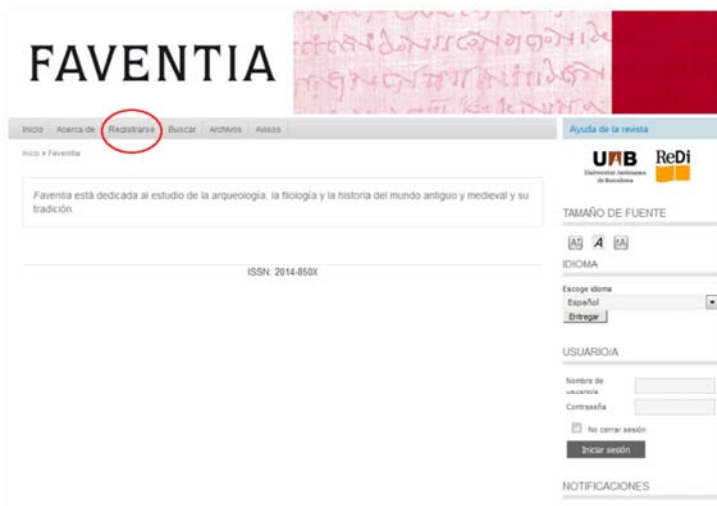 FAVENTIA
Inicio Acerca de Registrarse Buscar Archivos Avisos
Inicio > Faventia
Faventia está dedicada al estudio de la arqueología, la filología y la historia del mundo antiguo y medieval y su
tradición.
ISSN: 2014-850X
Ayuda de la revista
UAB ReDi
Universitat Autònoma
de Barcelona
TAMAÑO DE FUENTE
IDIOMA
Escoge idioma
Español
Entregar
USUARIO/A
Nombre de
usuario/a
Contraseña
No cerrar sesión
Iniciar sesión
NOTIFICACIONES